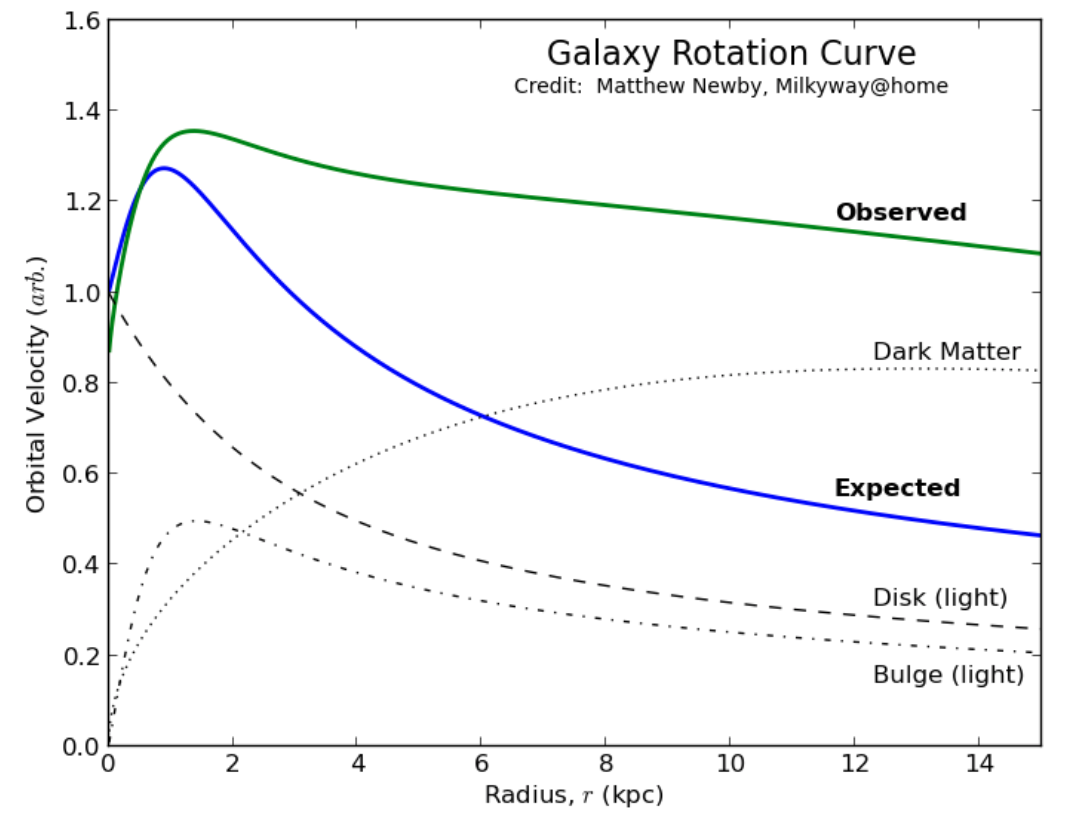 Galaxy Rotation Curve
Credit:  Matthew Newby, Milkyway@home
1.6
1.4
1.2
1.0
0.8
0.6
0.4
0.2
0.0
Orbital Velocity (arb.)
Observed
Dark Matter
Expected
Disk (light)
Bulge (light)
0 2 4 6 8 10 12 14
Radius, r (kpc)